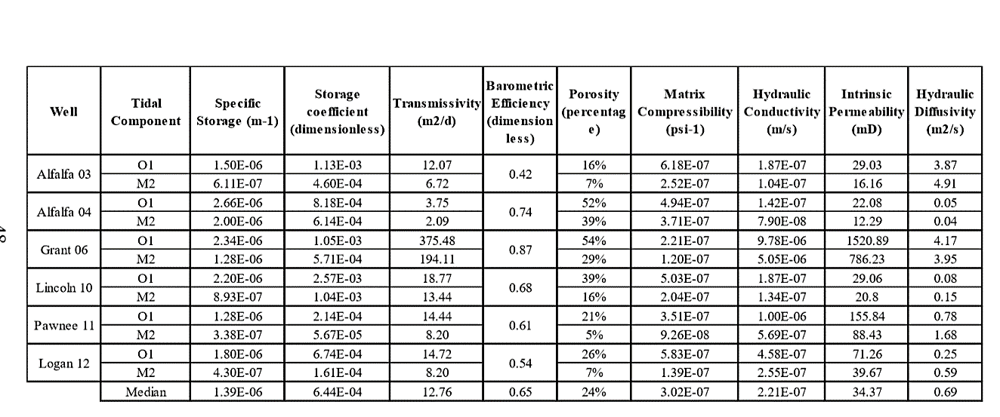 Well | Tidal Component | Specific Storage (m-1) | Storage coefficient (dimensionless) | Transmissivity (m2/d) | Barometric Efficiency (dimension less) | Porosity (percentag e) | Matrix Compressibility (psi-1) | Hydraulic Conductivity (m/s) | Intrinsic Permeability (mD) | Hydraulic Diffusivity (m2/s)
Alfalfa 03 | O1 | 1.50E-06 | 1.13E-03 | 12.07 | 0.42 | 16% | 6.18E-07 | 1.87E-07 | 29.03 | 3.87
M2 | 6.11E-07 | 4.60E-04 | 6.72 | 7% | 2.52E-07 | 1.04E-07 | 16.16 | 4.91
Alfalfa 04 | O1 | 2.66E-06 | 8.18E-04 | 3.75 | 0.74 | 52% | 4.94E-07 | 1.42E-07 | 22.08 | 0.05
M2 | 2.00E-06 | 6.14E-04 | 2.09 | 39% | 3.71E-07 | 7.90E-08 | 12.29 | 0.04
Grant 06 | O1 | 2.34E-06 | 1.05E-03 | 375.48 | 0.87 | 54% | 2.21E-07 | 9.78E-06 | 1520.89 | 4.17
M2 | 1.28E-06 | 5.71E-04 | 194.11 | 29% | 1.20E-07 | 5.05E-06 | 786.23 | 3.95
Lincoln 10 | O1 | 2.20E-06 | 2.57E-03 | 18.77 | 0.68 | 39% | 5.03E-07 | 1.87E-07 | 29.06 | 0.08
M2 | 8.93E-07 | 1.04E-03 | 13.44 | 16% | 2.04E-07 | 1.34E-07 | 20.8 | 0.15
Pawnee 11 | O1 | 1.28E-06 | 2.14E-04 | 14.44 | 0.61 | 21% | 3.51E-07 | 1.00E-06 | 155.84 | 0.78
M2 | 3.38E-07 | 5.67E-05 | 8.20 | 5% | 9.26E-08 | 5.69E-07 | 88.43 | 1.68
Logan 12 | O1 | 1.80E-06 | 6.74E-04 | 14.72 | 0.54 | 26% | 5.83E-07 | 4.58E-07 | 71.26 | 0.25
M2 | 4.30E-07 | 1.61E-04 | 8.20 | 7% | 1.39E-07 | 2.55E-07 | 39.67 | 0.59
Median | 1.39E-06 | 6.44E-04 | 12.76 | 0.65 | 24% | 3.02E-07 | 2.21E-07 | 34.37 | 0.69